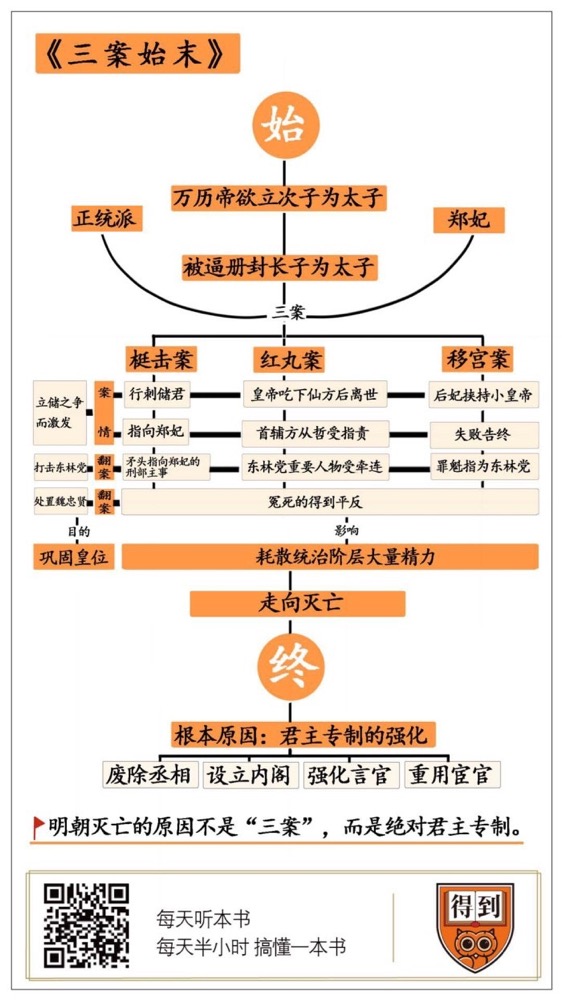 《三案始末》
始
万历帝欲立次子为太子
正统派
郑妃
被逼册封长子为太子
三案
梃击案
红丸案
移宫案
立储之争
而激发
案
情
行刺储君
皇帝吃下仙方后离世
后妃挟持小皇帝
指向郑妃
首辅方从哲受指责
失败告终
打击东林党
翻
案
矛头指向郑妃的
刑部主事
东林党重要人物受牵连
罪魁指为东林党
处置魏忠贤
翻
案
冤死的得到平反
目的
影响
巩固皇位
耗散统治阶层大量精力
走向灭亡
终
根本原因：君主专制的强化
废除丞相
设立内阁
强化言官
重用宦官
明朝灭亡的原因不是“三案”，而是绝对君主专制。
每天听本书
每天半小时 搞懂一本书
得到